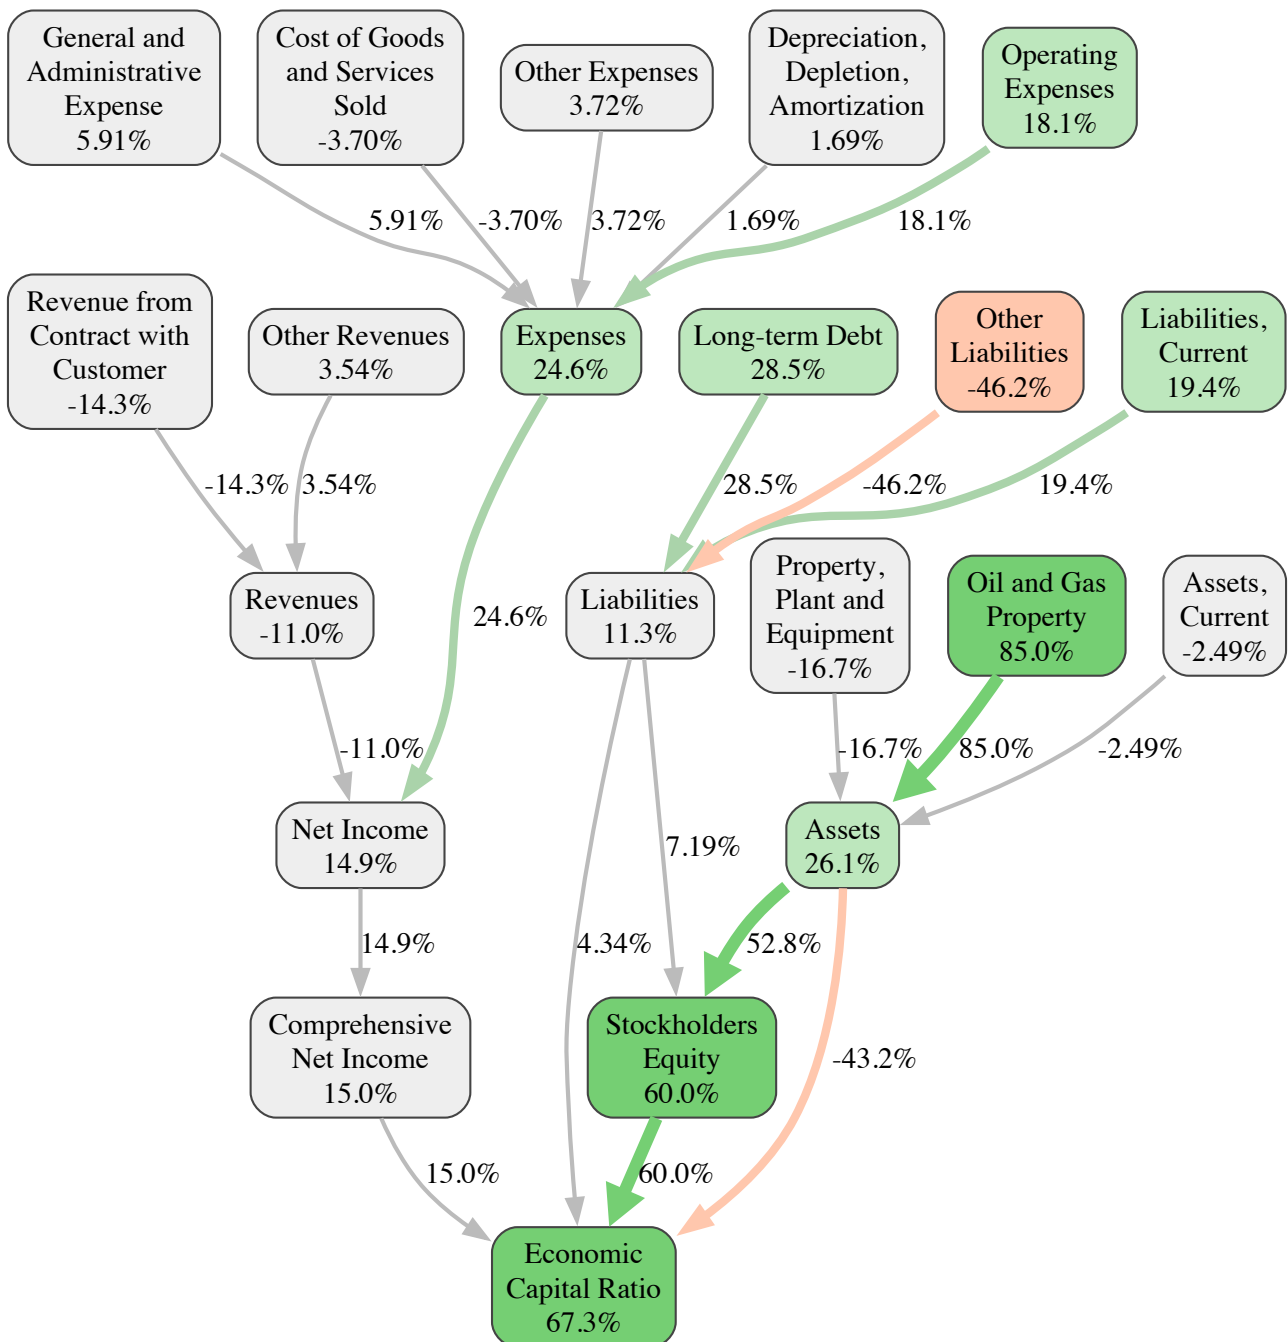 General and
Administrative
Expense
5.91%
Cost of Goods
and Services
Sold
-3.70%
Other Expenses
3.72%
Depreciation,
Depletion,
Amortization
1.69%
Operating
Expenses
18.1%
5.91%
-3.70%
3.72%
1.69%
18.1%
Revenue from
Contract with
Customer
-14.3%
Other Revenues
3.54%
Expenses
24.6%
Long-term Debt
28.5%
Other
Liabilities
-46.2%
Liabilities,
Current
19.4%
-14.3%
3.54%
28.5%
-46.2%
19.4%
Revenues
-11.0%
24.6%
Liabilities
11.3%
Property,
Plant and
Equipment
-16.7%
Oil and Gas
Property
85.0%
Assets,
Current
-2.49%
-11.0%
-16.7%
85.0%
-2.49%
Net Income
14.9%
7.19%
Assets
26.1%
14.9%
4.34%
52.8%
Comprehensive
Net Income
15.0%
Stockholders
Equity
60.0%
-43.2%
15.0%
60.0%
Economic
Capital Ratio
67.3%